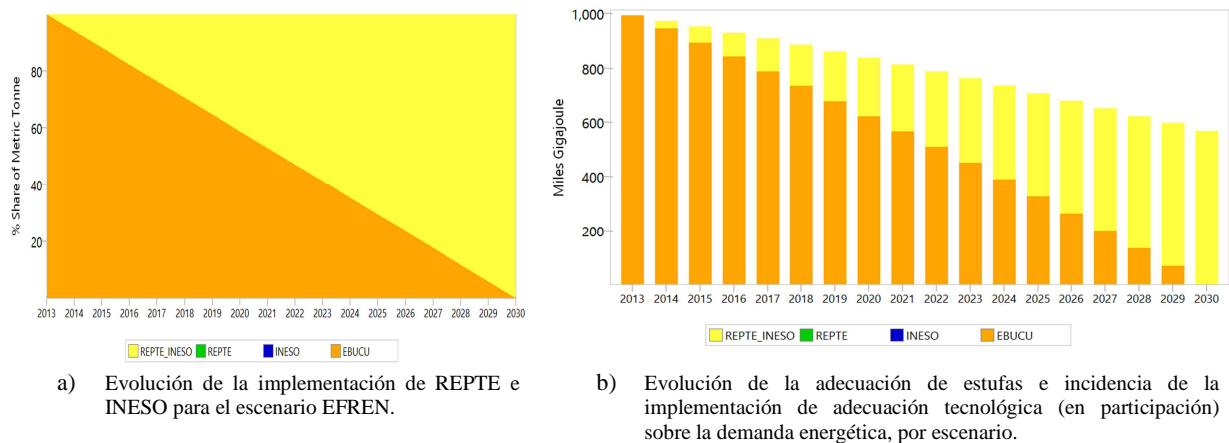 % Share of Metric Tonne
80
60
40
20
2013 2014 2015 2016 2017 2018 2019 2020 2021 2022 2023 2024 2025 2026 2027 2028 2029 2030
REPTE_INESO REPTE INESO EBUCU
a) Evolución de la implementación de REPTE e
INESO para el escenario EFREN.
Miles Gigajoule
1,000
800
600
400
200
2013 2014 2015 2016 2017 2018 2019 2020 2021 2022 2023 2024 2025 2026 2027 2028 2029 2030
REPTE_INESO REPTE INESO EBUCU
b) Evolución de la adecuación de estufas e incidencia de la
implementación de adecuación tecnológica (en participación)
sobre la demanda energética, por escenario.